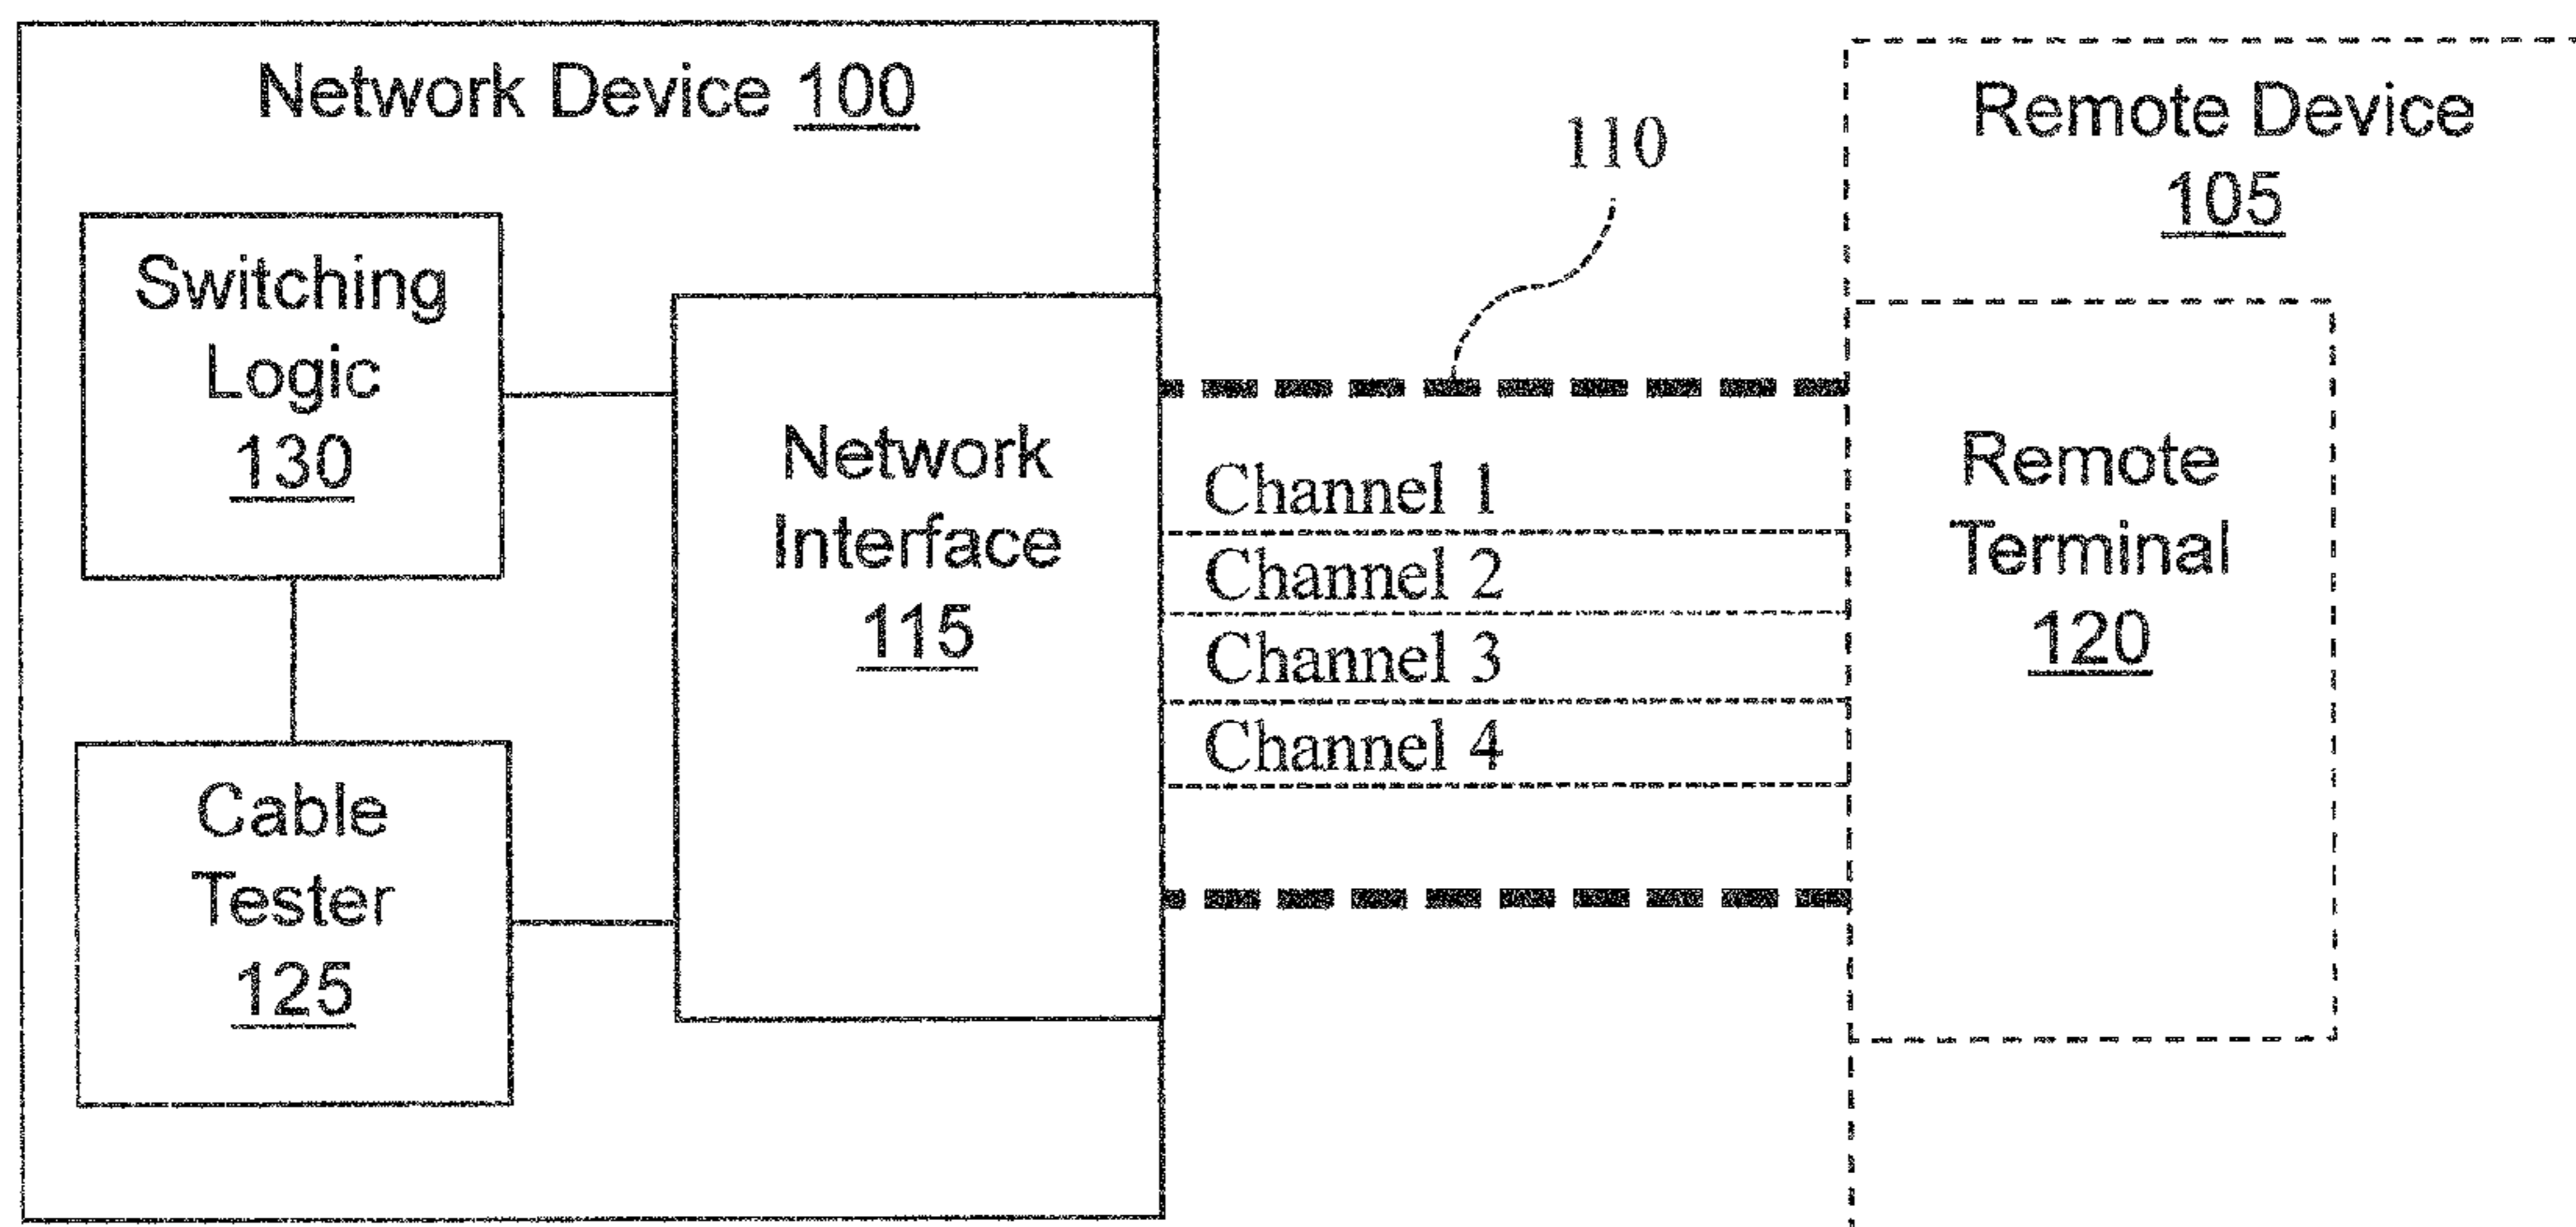 Network Device 100
Switching
Logic
130
Cable
Tester
125
Network
Interface
115
110
Channel 1
Channel 2
Channel 3
Channel 4
Remote Device
105
Remote
Terminal
120